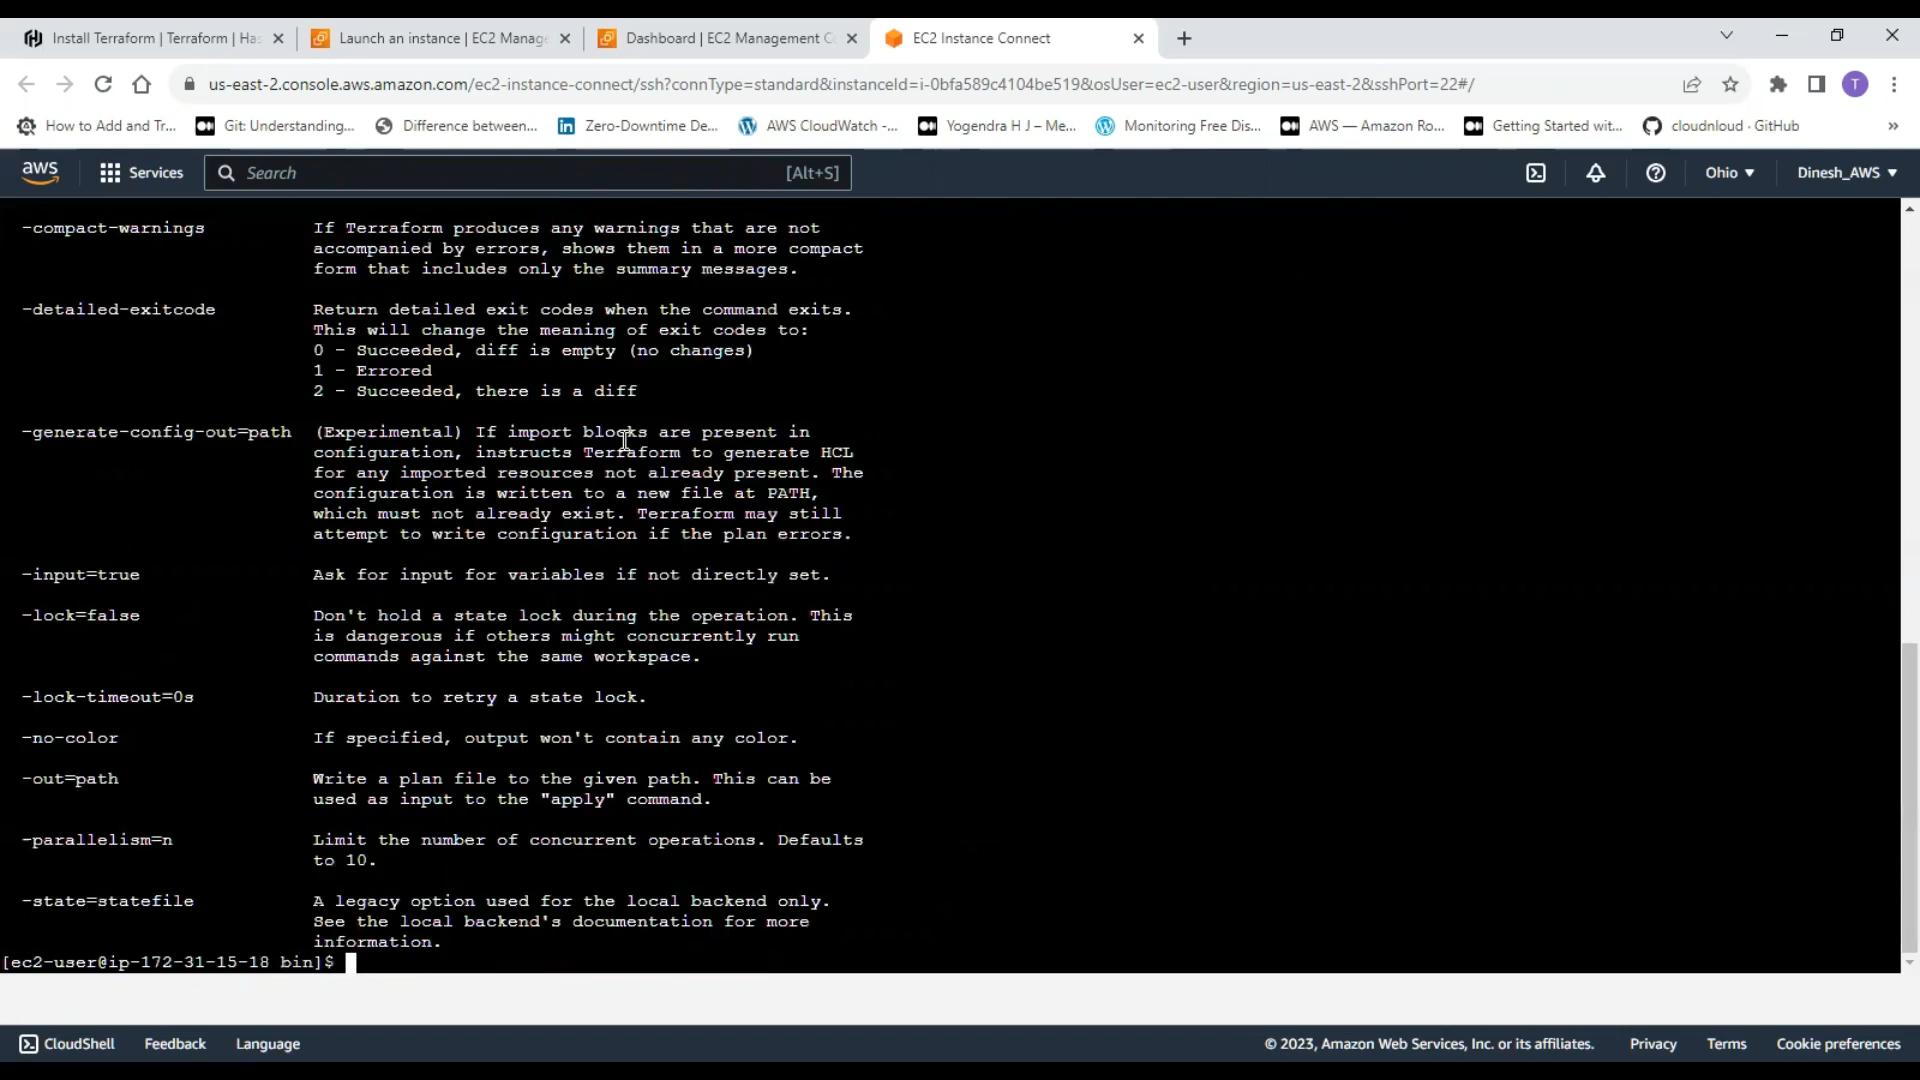 Install Terraform | Terraform | Has
Launch an instance | EC2 Manage
Dashboard | EC2 Management C
EC2 Instance Connect
us-east-2.console.aws.amazon.com/ec2-instance-connect/ssh?connType=standard&instanceId=i-0bfa589c4104be519&osUser=ec2-user&region=us-east-2&sshPort=22#/
T
How to Add and Tr...
Git: Understanding...
Difference between...
Zero-Downtime De...
AWS CloudWatch -...
Yogendra H J – Me...
Monitoring Free Dis...
AWS — Amazon Ro...
Getting Started wit...
cloudnloud · GitHub
»
aws
Services
Search
[Alt+S]
Ohio
Dinesh_AWS
-compact-warnings If Terraform produces any warnings that are not
accompanied by errors, shows them in a more compact
form that includes only the summary messages.
-detailed-exitcode Return detailed exit codes when the command exits.
This will change the meaning of exit codes to:
0 - Succeeded, diff is empty (no changes)
1 - Errored
2 - Succeeded, there is a diff
-generate-config-out=path (Experimental) If import blocks are present in
configuration, instructs Terraform to generate HCL
for any imported resources not already present. The
configuration is written to a new file at PATH,
which must not already exist. Terraform may still
attempt to write configuration if the plan errors.
-input=true Ask for input for variables if not directly set.
-lock=false Don't hold a state lock during the operation. This
is dangerous if others might concurrently run
commands against the same workspace.
-lock-timeout=0s Duration to retry a state lock.
-no-color If specified, output won't contain any color.
-out=path Write a plan file to the given path. This can be
used as input to the "apply" command.
-parallelism=n Limit the number of concurrent operations. Defaults
to 10.
-state=statefile A legacy option used for the local backend only.
See the local backend's documentation for more
information.
[ec2-user@ip-172-31-15-18 bin]$
CloudShell
Feedback
Language
© 2023, Amazon Web Services, Inc. or its affiliates.
Privacy
Terms
Cookie preferences